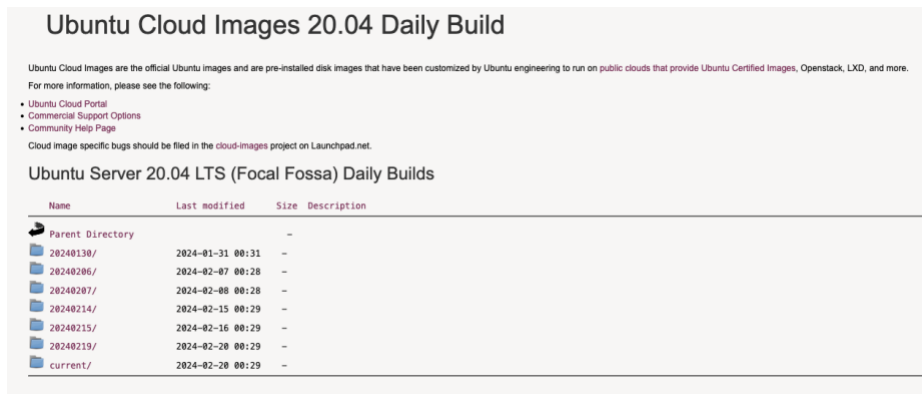 Ubuntu Cloud Images 20.04 Daily Build
Ubuntu Cloud Images are the official Ubuntu images and are pre-installed disk images that have been customized by Ubuntu engineering to run on public clouds that provide Ubuntu Certified Images, Openstack, LXD, and more.
For more information, please see the following:
• Ubuntu Cloud Portal
• Commercial Support Options
• Community Help Page
Cloud image specific bugs should be filed in the cloud-images project on Launchpad.net.
Ubuntu Server 20.04 LTS (Focal Fossa) Daily Builds
Name Last modified Size Description
Parent Directory –
20240130/ 2024-01-31 00:31 –
20240206/ 2024-02-07 00:28 –
20240207/ 2024-02-08 00:28 –
20240214/ 2024-02-15 00:29 –
20240215/ 2024-02-16 00:29 –
20240219/ 2024-02-20 00:29 –
current/ 2024-02-20 00:29 –